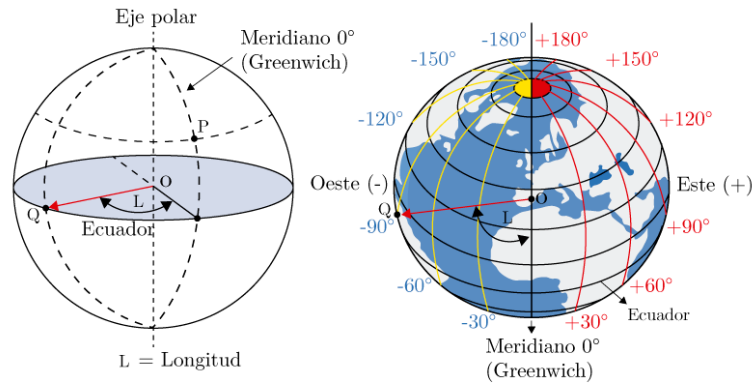 Eje polar
Meridiano 0°
(Greenwich)
P
O
L
Q
Ecuador
L = Longitud
-180° +180°
-150° +150°
-120° +120°
Oeste (-) Este (+)
O
Q
L
-90° +90°
-60° +60°
-30° +30°
Ecuador
Meridiano 0°
(Greenwich)